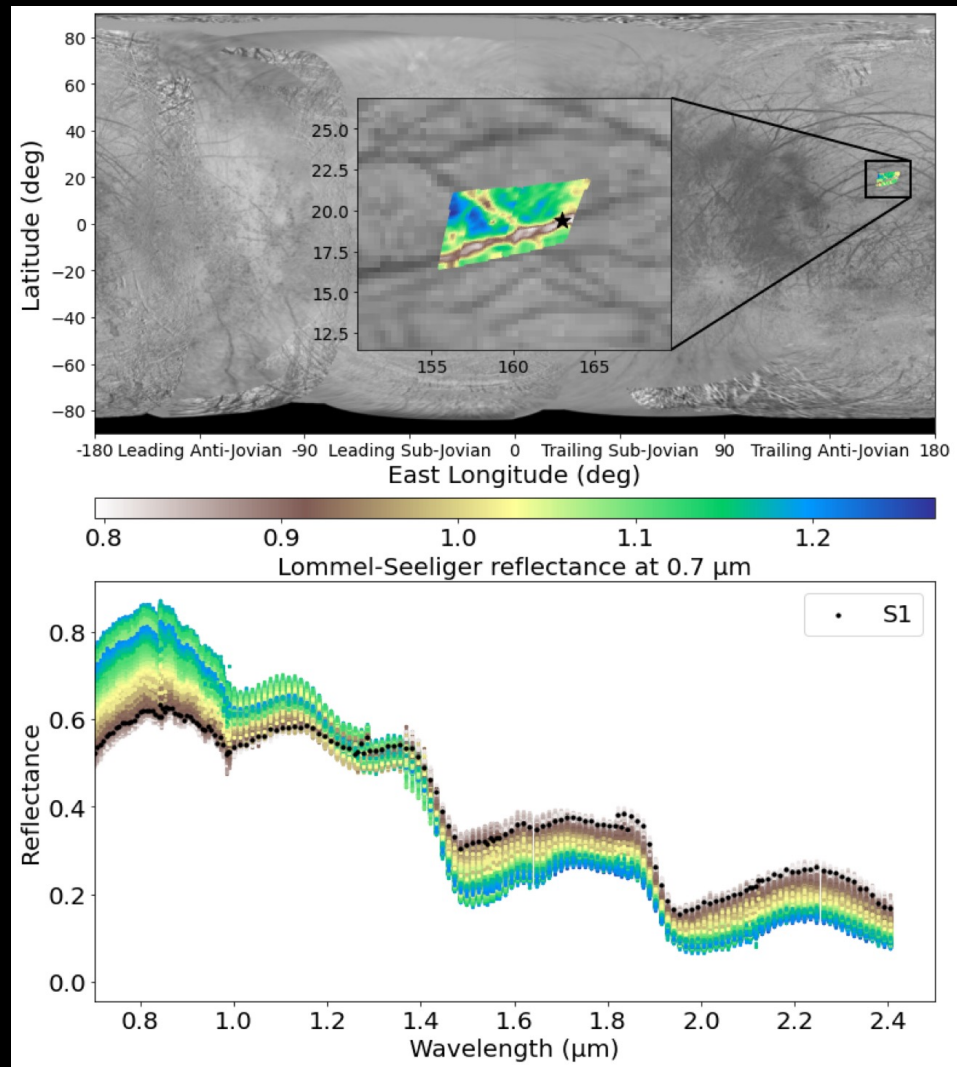 80
60
40
20
0
−20
−40
−60
−80
Latitude (deg)
25.0
22.5
20.0
17.5
15.0
12.5
155 160 165
-180 Leading Anti-Jovian -90 Leading Sub-Jovian 0 Trailing Sub-Jovian 90 Trailing Anti-Jovian 180
East Longitude (deg)
0.8 0.9 1.0 1.1 1.2
Lommel-Seeliger reflectance at 0.7 μm
S1
0.8
0.6
0.4
0.2
0.0
Reflectance
0.8 1.0 1.2 1.4 1.6 1.8 2.0 2.2 2.4
Wavelength (μm)